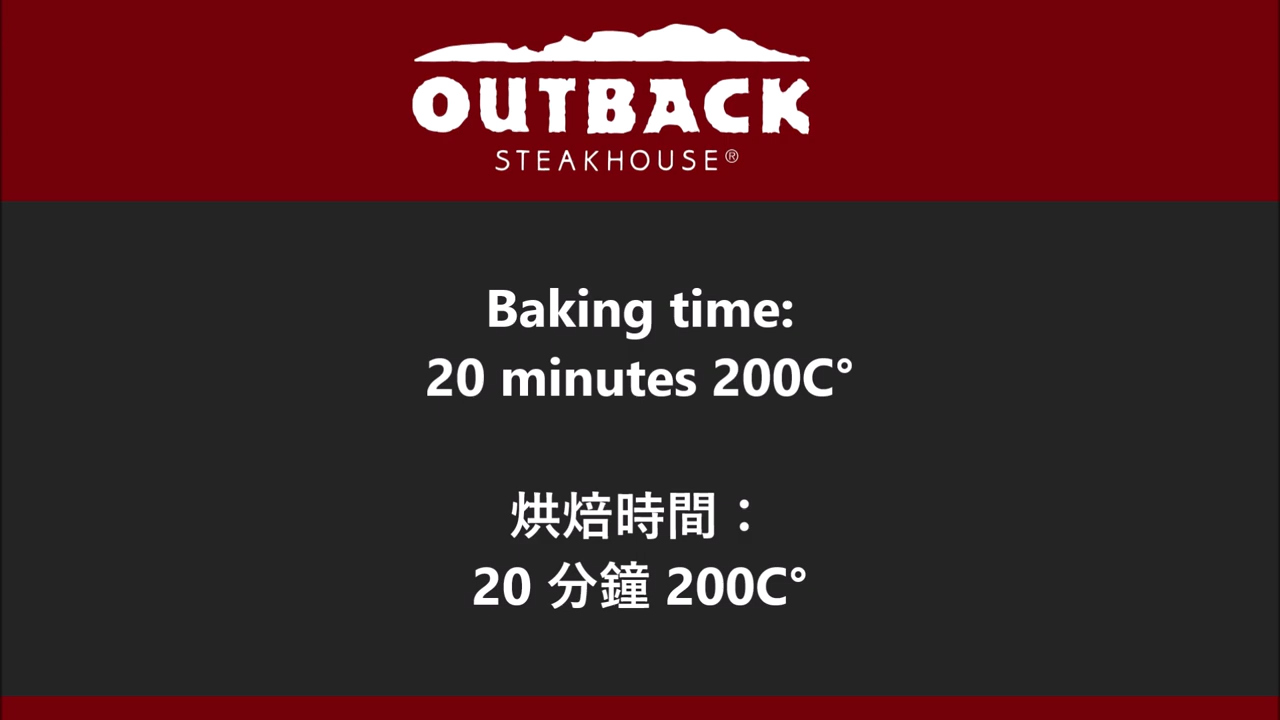 OUTBACK
STEAKHOUSE®
Baking time:
20 minutes 200C°
烘焙時間：
20 分鐘 200C°